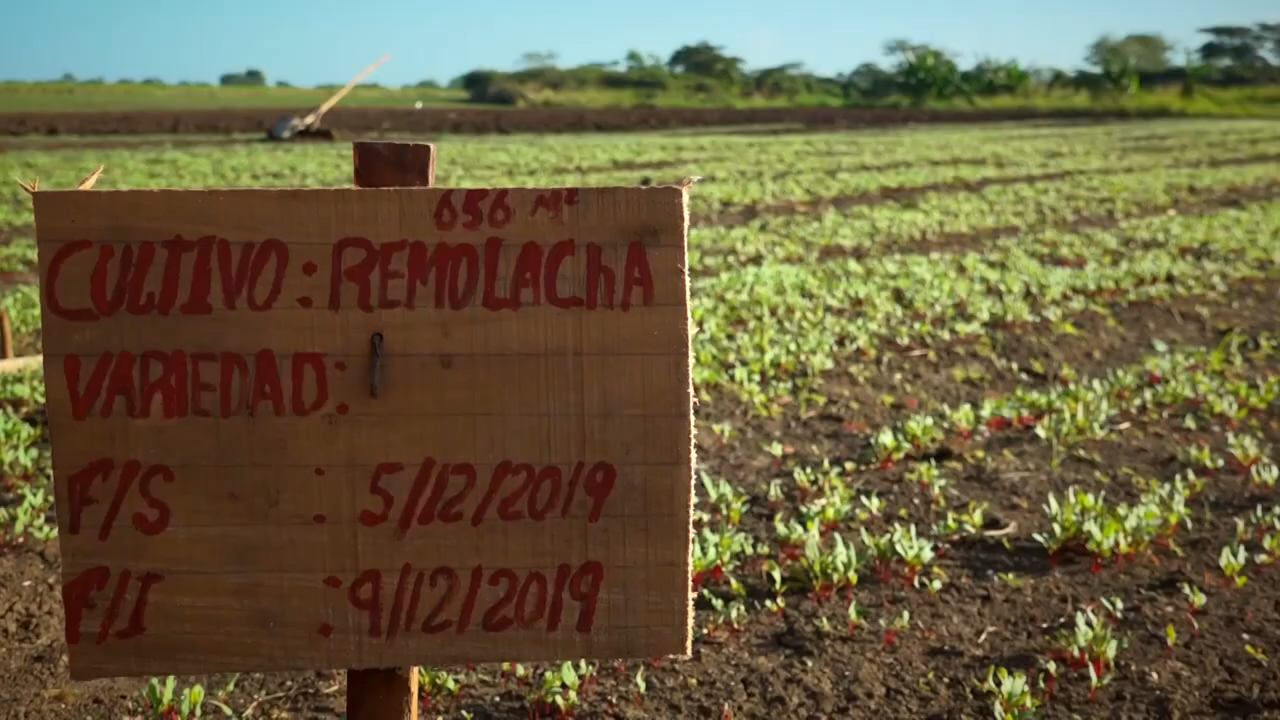 656 M²
CULTIVO: REMOLAChA
VARIEDAD:
F/S : 5/12/2019
F/I : 9/12/2019